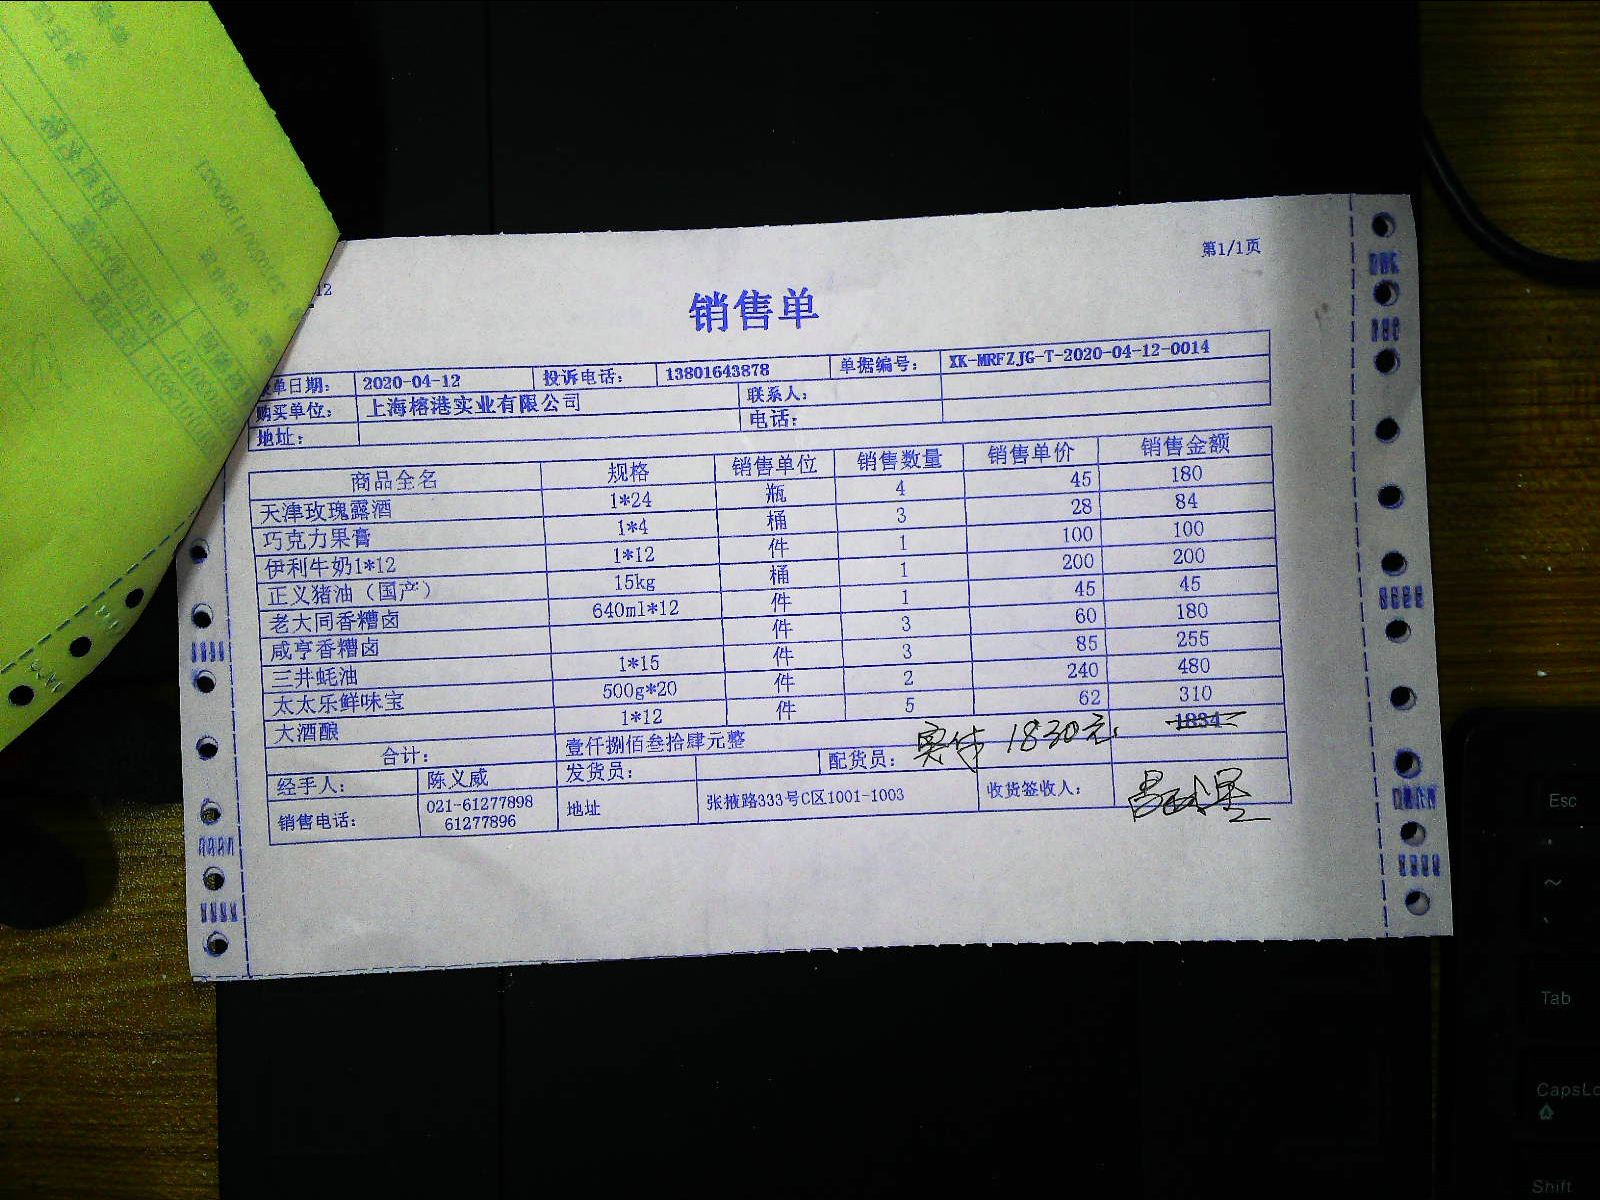 第1/1页
12
销售单
单日期： 2020-04-12 投诉电话： 13801643878 单据编号： XK-MRFZJG-T-2020-04-12-0014
购买单位： 上海榕港实业有限公司 联系人：
地址： 电话：
商品全名 规格 销售单位 销售数量 销售单价 销售金额
天津玫瑰露酒 1*24 瓶 4 45 180
巧克力果膏 1*4 桶 3 28 84
伊利牛奶1*12 1*12 件 1 100 100
正义猪油（国产） 15kg 桶 1 200 200
老大同香糟卤 640ml*12 件 1 45 45
咸亨香糟卤 件 3 60 180
三井蚝油 1*15 件 3 85 255
太太乐鲜味宝 500g*20 件 2 240 480
大酒酿 1*12 件 5 62 310
合计： 壹仟捌佰叁拾肆元整 1834
经手人： 陈义威 发货员： 配货员： 1830元
销售电话： 021-61277898 地址 张掖路333号C区1001-1003 收货签收人：
61277896
Esc
~
Tab
CapsLo
Shift